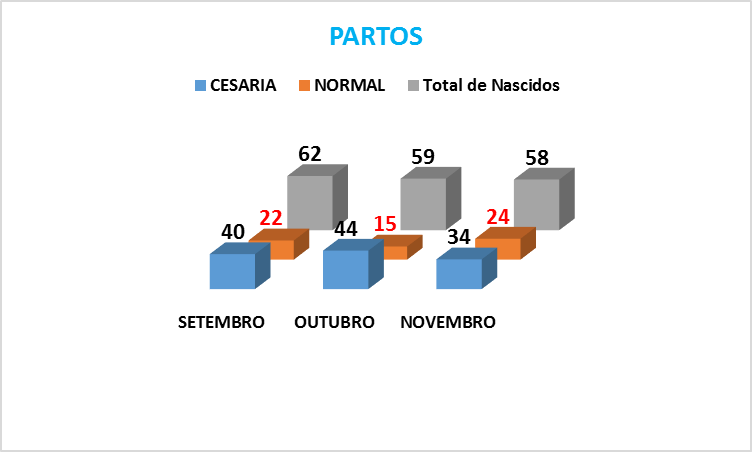 PARTOS
CESARIA NORMAL Total de Nascidos
62 59 58
22 15 24
40 44 34
SETEMBRO OUTUBRO NOVEMBRO